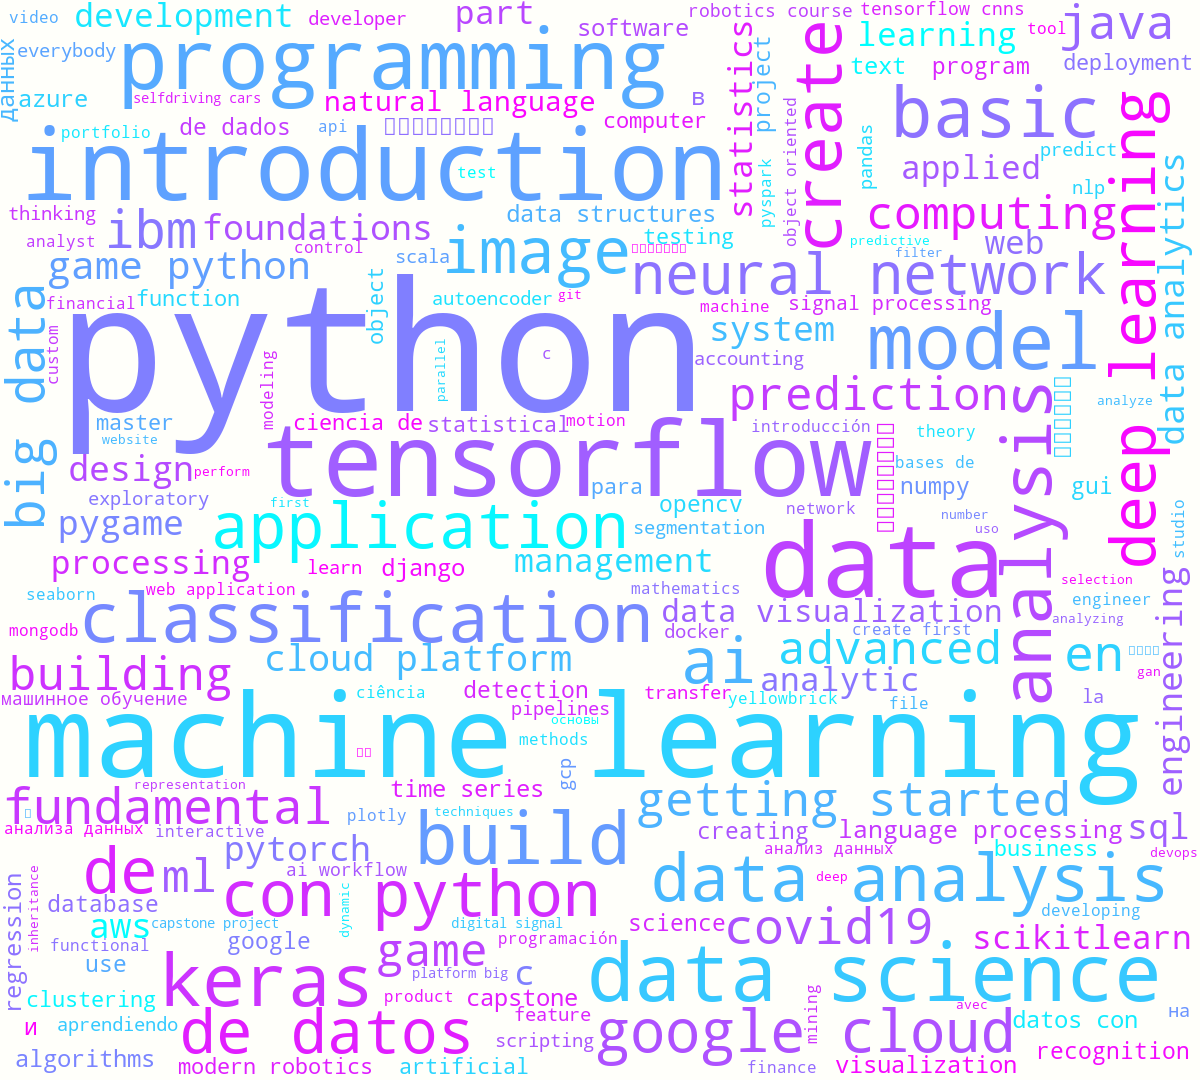 video
development
developer
part
robotics course
tensorflow cnns
tool
java
everybody
programming
software
statistics
project
create
learning
text
program
deployment
данных
azure
selfdriving cars
natural language
в
basic
deep learning
portfolio
de dados
api
computer
pyspark
object oriented
pandas
applied
predict
introduction
test
nlp
data analytics
thinking
ibm
foundations
data structures
computing
analyst
control
image
testing
predictive
filter
web
game python
scala
neural network
big data
financial
function
object
autoencoder
git
machine
signal processing
python
c
parallel
system
model
custom
modeling
accounting
predictions
analysis
analyze
master
ciencia de
statistical
motion
introducción
theory
website
tensorflow
design
perform
bases de
exploratory
para
numpy
gui
first
opencv
network
number
studio
pygame
application
segmentation
uso
data
processing
learn
django
management
selection
engineering
seaborn
web application
mathematics
engineer
mongodb
classification
data visualization
docker
create first
analyzing
building
cloud platform
ai
advanced
en
analytic
gan
машинное обучение
ciência
detection
transfer
yellowbrick
file
la
pipelines
основы
machine learning
methods
gcp
representation
time series
fundamental
plotly
techniques
getting started
анализа данных
interactive
build
creating
language processing
sql
pytorch
анализ данных
business
devops
inheritance
de
ml
ai workflow
deep
data analysis
regression
database
con python
dynamic
developing
aws
capstone project
digital signal
science
covid19
functional
google
game
programación
scikitlearn
use
keras
platform big
c
data science
clustering
product
capstone
mining
avec
и
aprendiendo
de datos
feature
google cloud
datos con
на
scripting
algorithms
modern robotics
artificial
finance
visualization
recognition